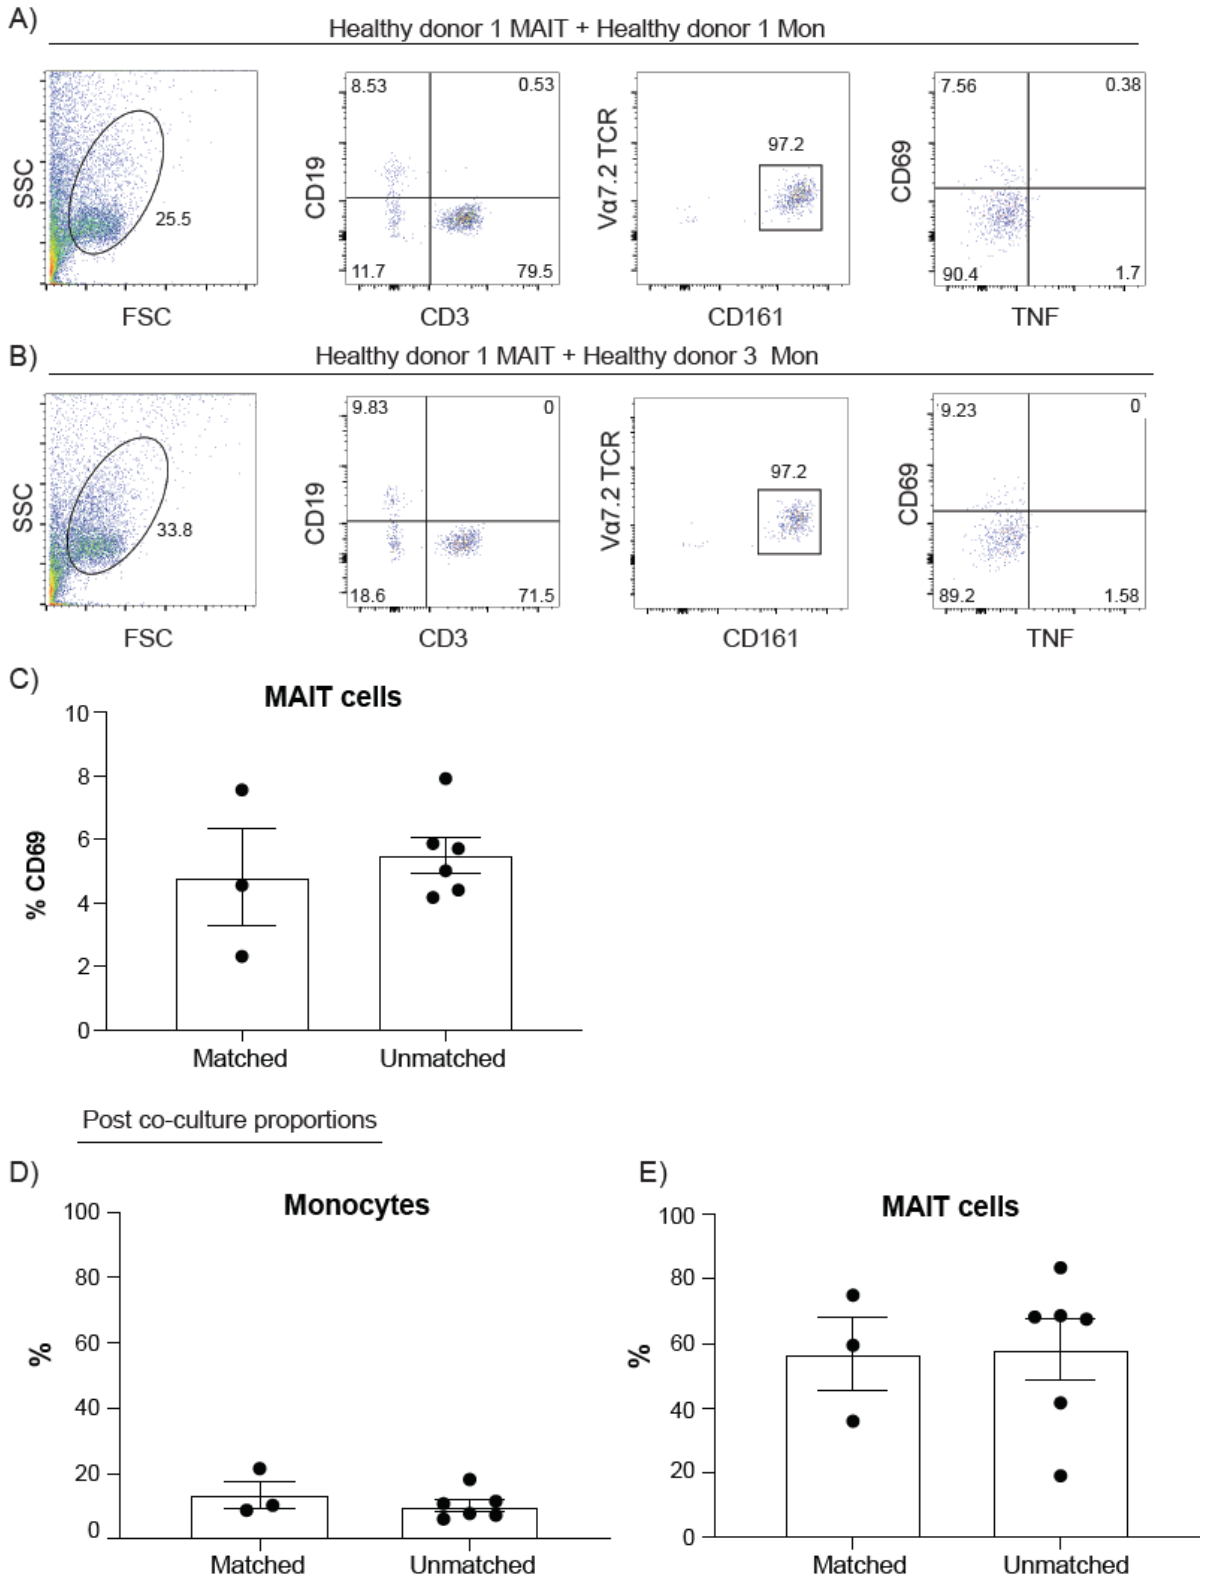 A)
Healthy donor 1 MAIT + Healthy donor 1 Mon
SSC
25.5
FSC
CD19
8.53
0.53
11.7
79.5
CD3
Vα7.2 TCR
97.2
CD161
CD69
7.56
0.38
90.4
1.7
TNF
B)
Healthy donor 1 MAIT + Healthy donor 3 Mon
SSC
33.8
FSC
CD19
9.83
0
18.6
71.5
CD3
Vα7.2 TCR
97.2
CD161
CD69
9.23
0
89.2
1.58
TNF
C)
MAIT cells
% CD69
10
8
6
4
2
0
Matched
Unmatched
Post co-culture proportions
D)
Monocytes
%
100
80
60
40
20
0
Matched
Unmatched
E)
MAIT cells
%
100
80
60
40
20
0
Matched
Unmatched